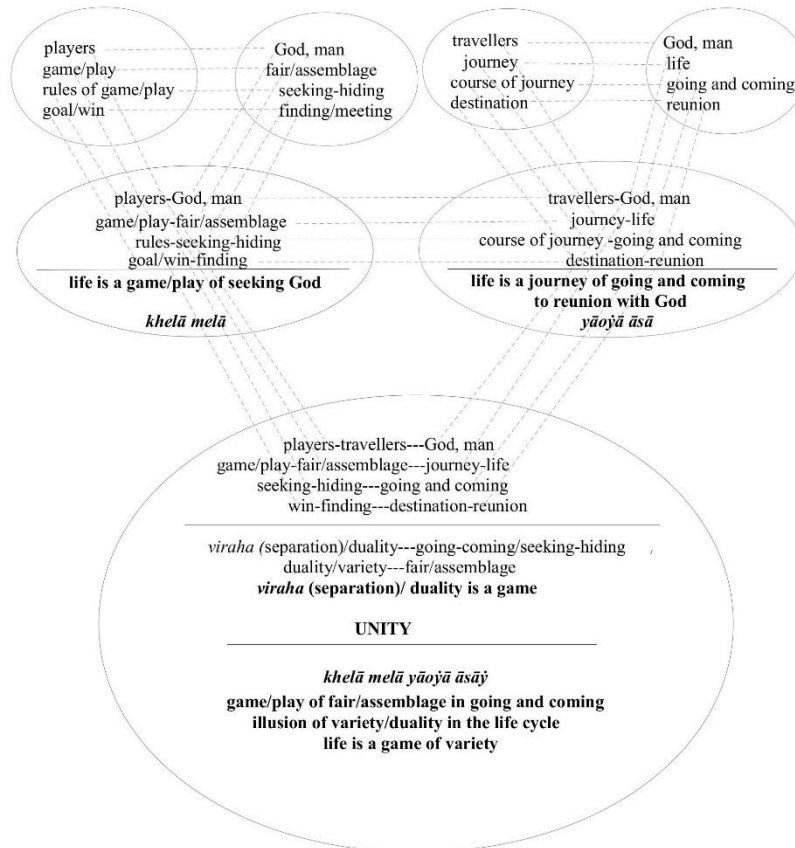 players
game/play
rules of game/play
goal/win
God, man
fair/assemblage
seeking-hiding
finding/meeting
travellers
journey
course of journey
destination
God, man
life
going and coming
reunion
players-God, man
game/play-fair/assemblage
rules-seeking-hiding
goal/win-finding
life is a game/play of seeking God
khelā melā
travellers-God, man
journey-life
course of journey -going and coming
destination-reunion
life is a journey of going and coming
to reunion with God
yāoẏā āsā
players-travellers---God, man
game/play-fair/assemblage---journey-life
seeking-hiding---going and coming
win-finding---destination-reunion
viraha (separation)/duality---going-coming/seeking-hiding
duality/variety---fair/assemblage
viraha (separation)/ duality is a game
UNITY
khelā melā yāoẏā āsāẏ
game/play of fair/assemblage in going and coming
illusion of variety/duality in the life cycle
life is a game of variety